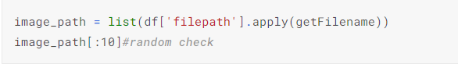 image_path = list(df['filepath'].apply(getFilename))
image_path[:10]#random check